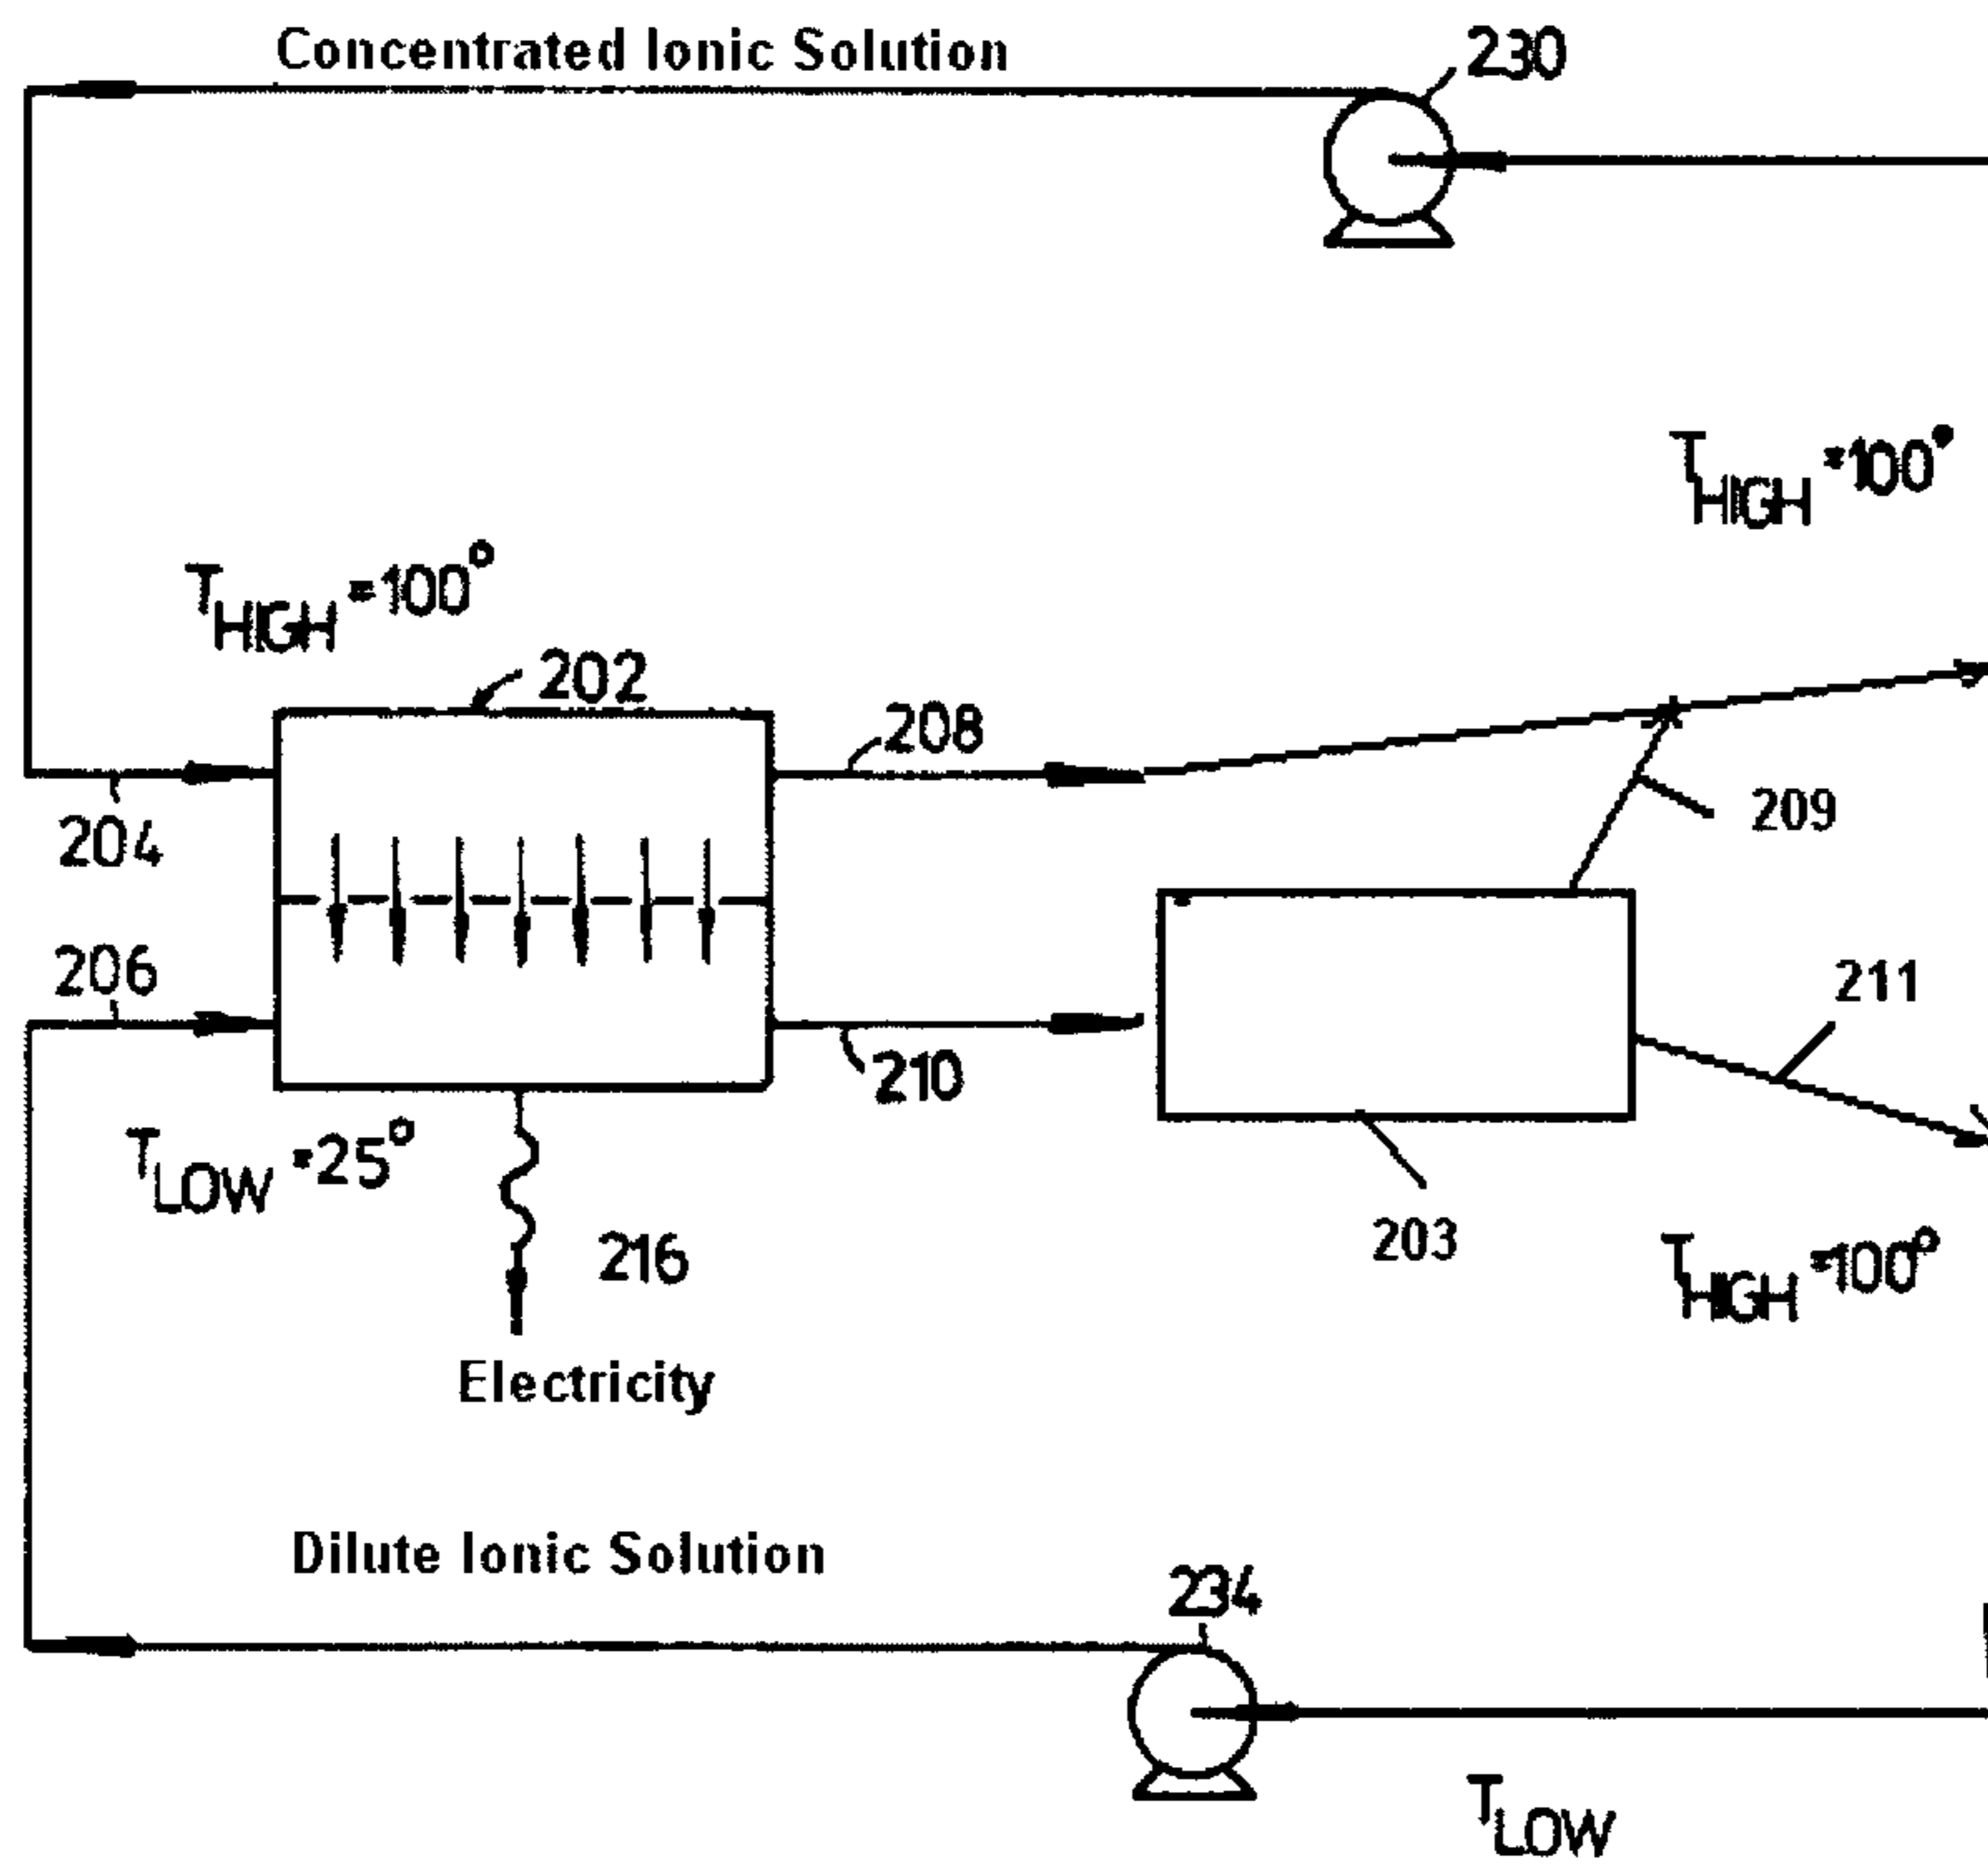 Concentrated Ionic Solution
230
THIGH =100°
THIGH =100°
202
208
204
209
206
211
210
TLOW =25°
203
216
THIGH =100°
Electricity
Dilute Ionic Solution
234
TLOW